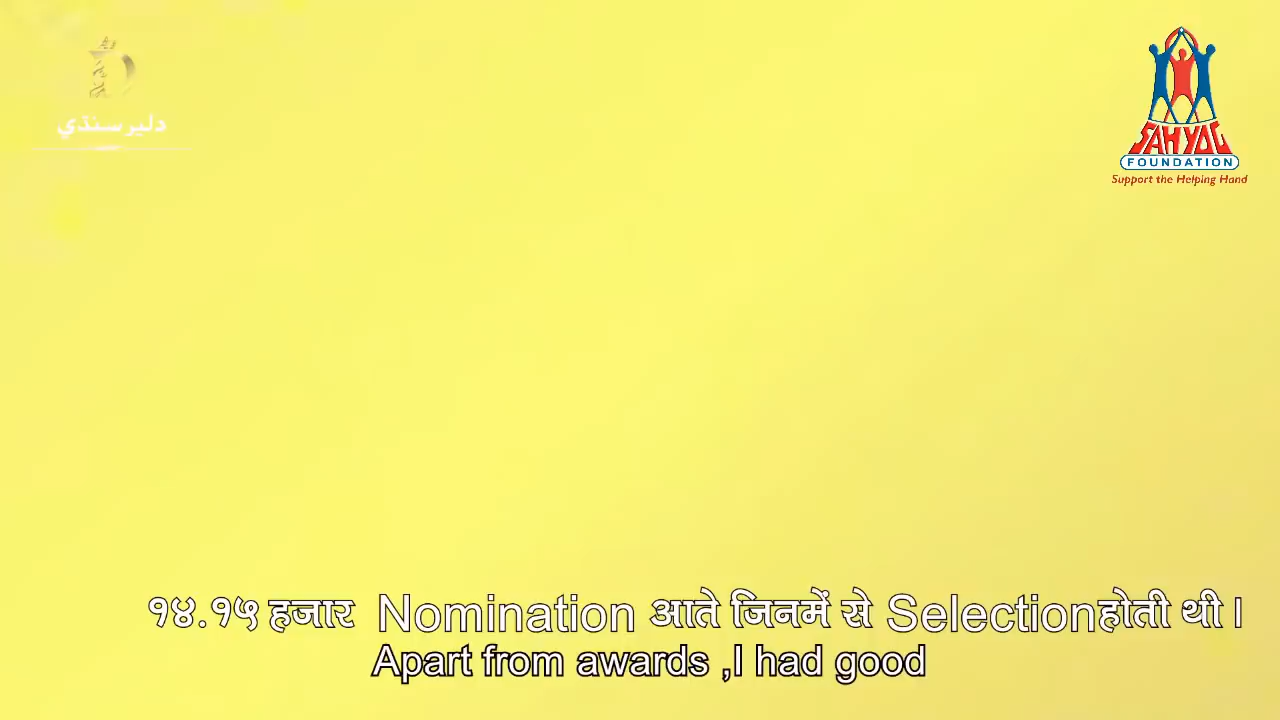 دلير سنڌي
SAHYOG
FOUNDATION
Support the Helping Hand
१४.१५ हजार Nomination आते जिनमें से Selectionहोती थी।
Apart from awards ,I had good